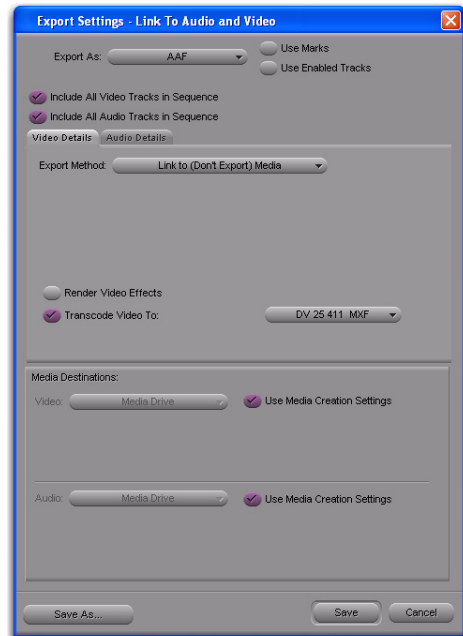 Export Settings - Link To Audio and Video
Export As: AAF
Use Marks
Use Enabled Tracks
Include All Video Tracks in Sequence
Include All Audio Tracks in Sequence
Video Details Audio Details
Export Method: Link to (Don't Export) Media
Render Video Effects
Transcode Video To: DV 25 411 MXF
Media Destinations:
Video: Media Drive Use Media Creation Settings
Audio: Media Drive Use Media Creation Settings
Save As... Save Cancel